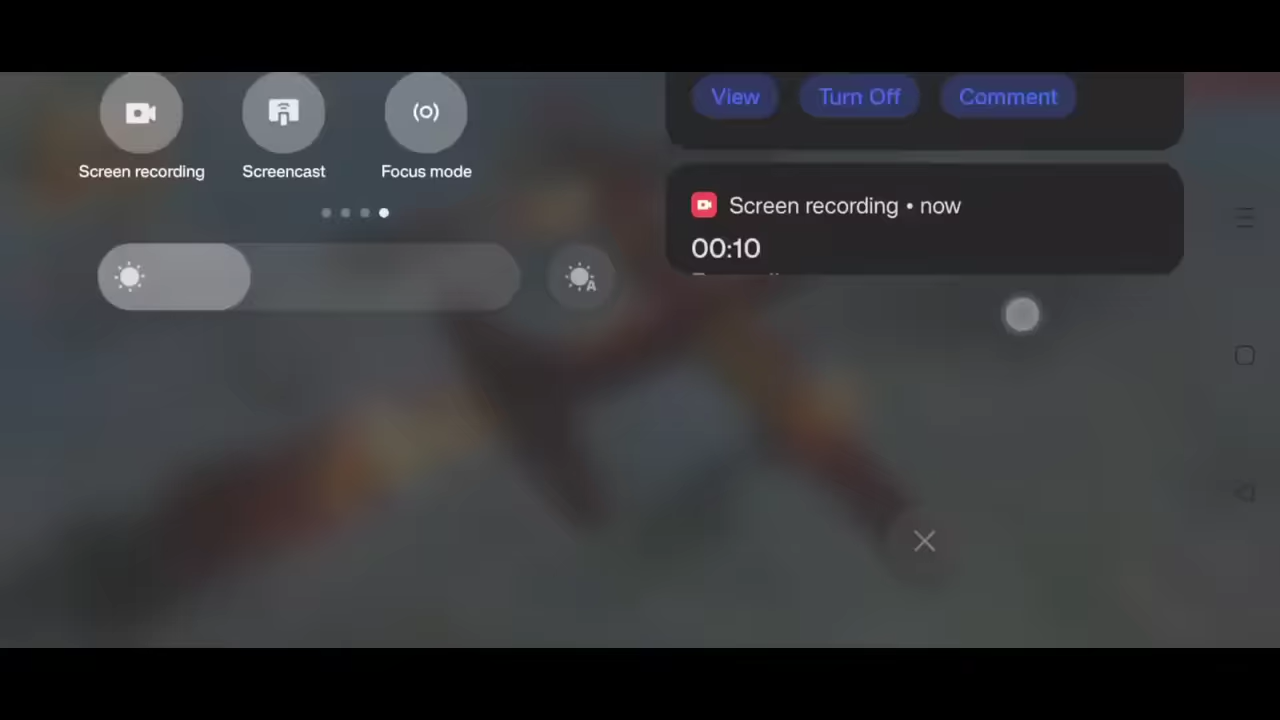 View
Turn Off
Comment
Screen recording
Screencast
Focus mode
Screen recording • now
00:10
A